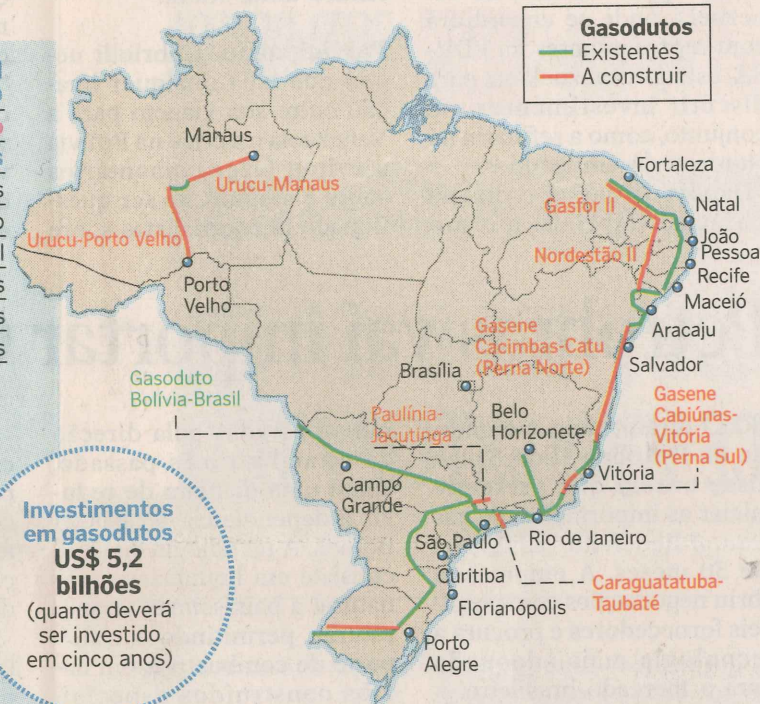 Gasodutos
Existentes
A construir
Manaus
Urucu-Manaus
Urucu-Porto Velho
Porto
Velho
Fortaleza
Gasfor II
Natal
João
Pessoa
Nordestão II
Recife
Maceió
Aracaju
Salvador
Gasene
Cacimbas-Catu
(Perna Norte)
Brasília
Gasoduto
Bolívia-Brasil
Paulínia-
Jacutinga
Belo
Horizonete
Gasene
Cabiúnas-
Vitória
(Perna Sul)
Vitória
Campo
Grande
São Paulo
Rio de Janeiro
Curitiba
Caraguatatuba-
Taubaté
Florianópolis
Porto
Alegre
Investimentos
em gasodutos
US$ 5,2
bilhões
(quanto deverá
ser investido
em cinco anos)